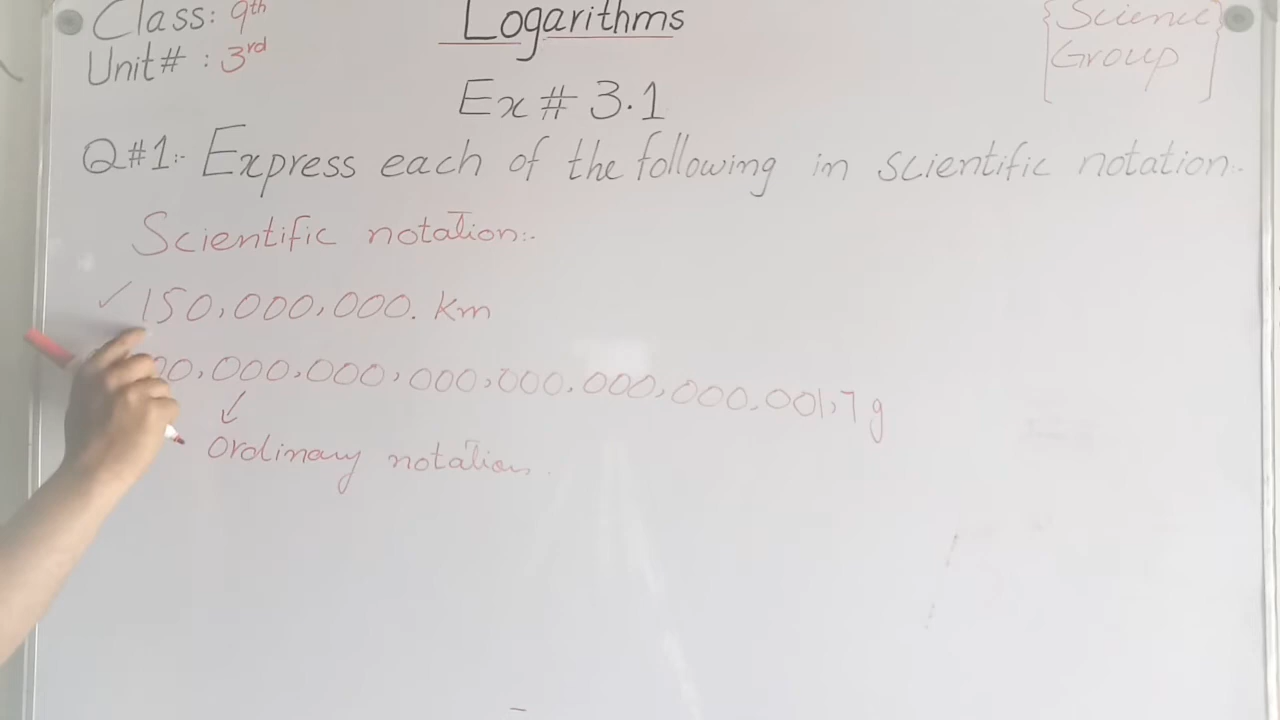 Class: 9th
Unit# : 3rd
Logarithms
{Science
Group}
Ex# 3.1
Q#1:- Express each of the following in scientific notation:-
Scientific notation:-
✓ 150,000,000. km
00,000,000,000,000.000,000,001,7 g
↙
Ordinary notation